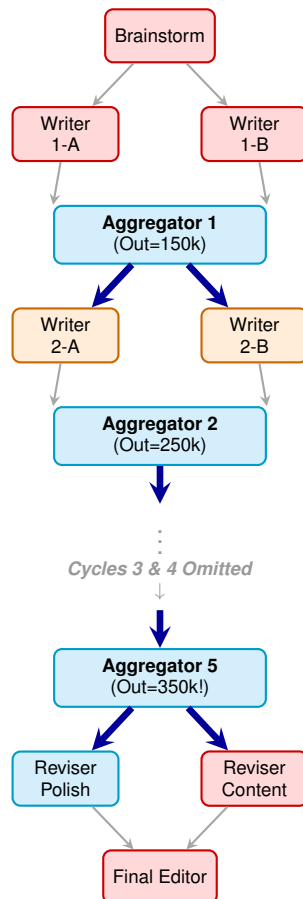 Brainstorm
Writer
1-A
Writer
1-B
Aggregator 1
(Out=150k)
Writer
2-A
Writer
2-B
Aggregator 2
(Out=250k)
⋮
Cycles 3 & 4 Omitted
↓
Aggregator 5
(Out=350k!)
Reviser
Polish
Reviser
Content
Final Editor